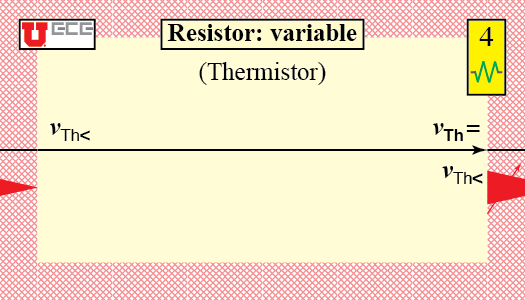 U ECE
Resistor: variable
4
(Thermistor)
vTh< vTh=
vTh<